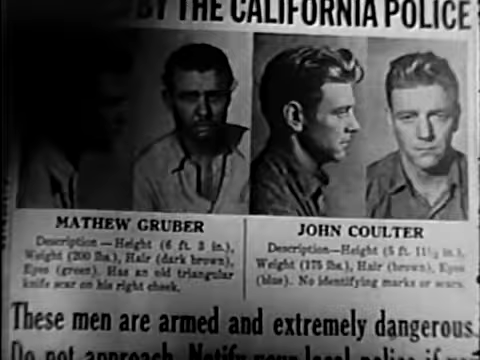 BY THE CALIFORNIA POLICE
MATHEW GRUBER
Description—Height (6 ft. 3 in.),
Weight (200 lbs.), Hair (dark brown),
Eyes (green). Has an old triangular
knife scar on his right cheek.
JOHN COULTER
Description—Height (5 ft. 11½ in.),
Weight (175 lbs.), Hair (brown), Eyes
(blue). No identifying marks or scars.
These men are armed and extremely dangerous.
Do not approach. Notify your local police if